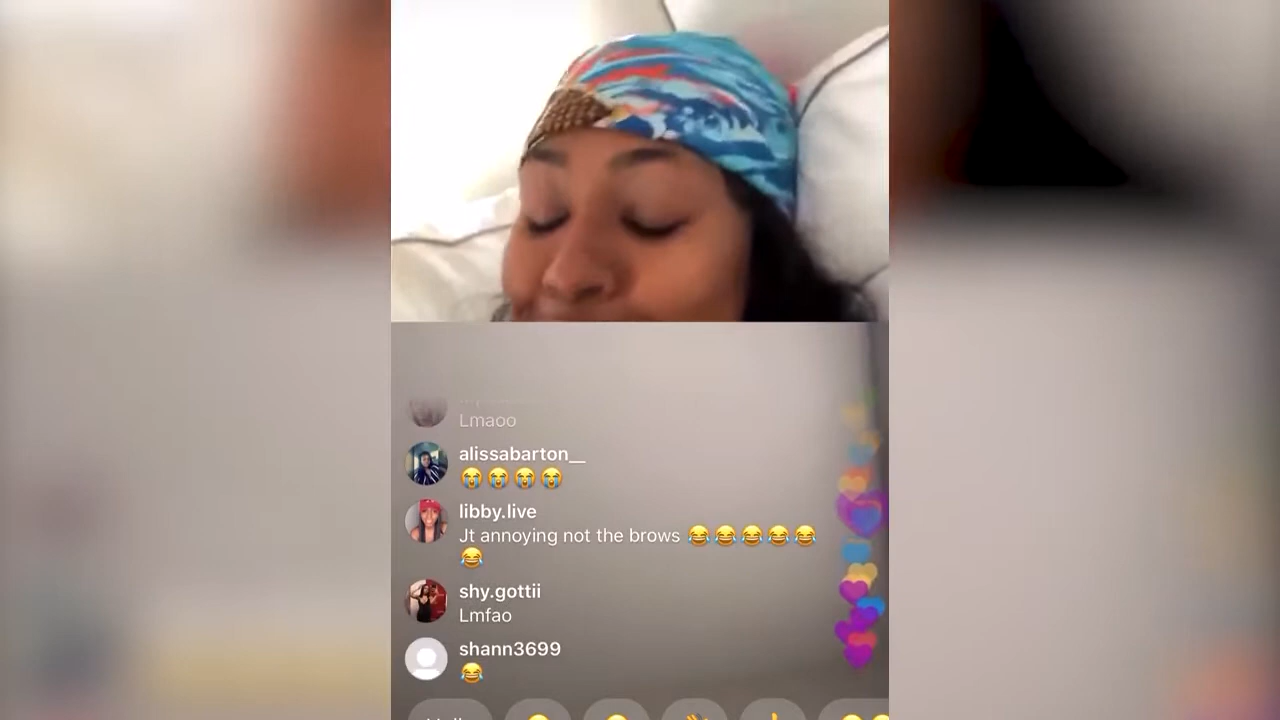 Lmaoo
alissabarton__
😭😭😭😭
libby.live
Jt annoying not the brows 😂😂😂😂😂
😂
shy.gottii
Lmfao
shann3699
😂